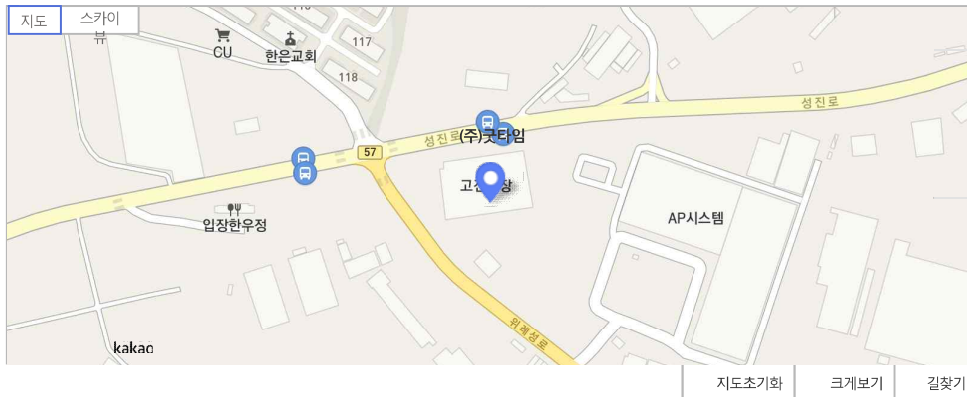 지도
스카이
뷰
CU
한은교회
117
118
성진로
성진로
(주)굿타임
57
입장한우정
AP시스템
위례성로
kakao
지도초기화
크게보기
길찾기